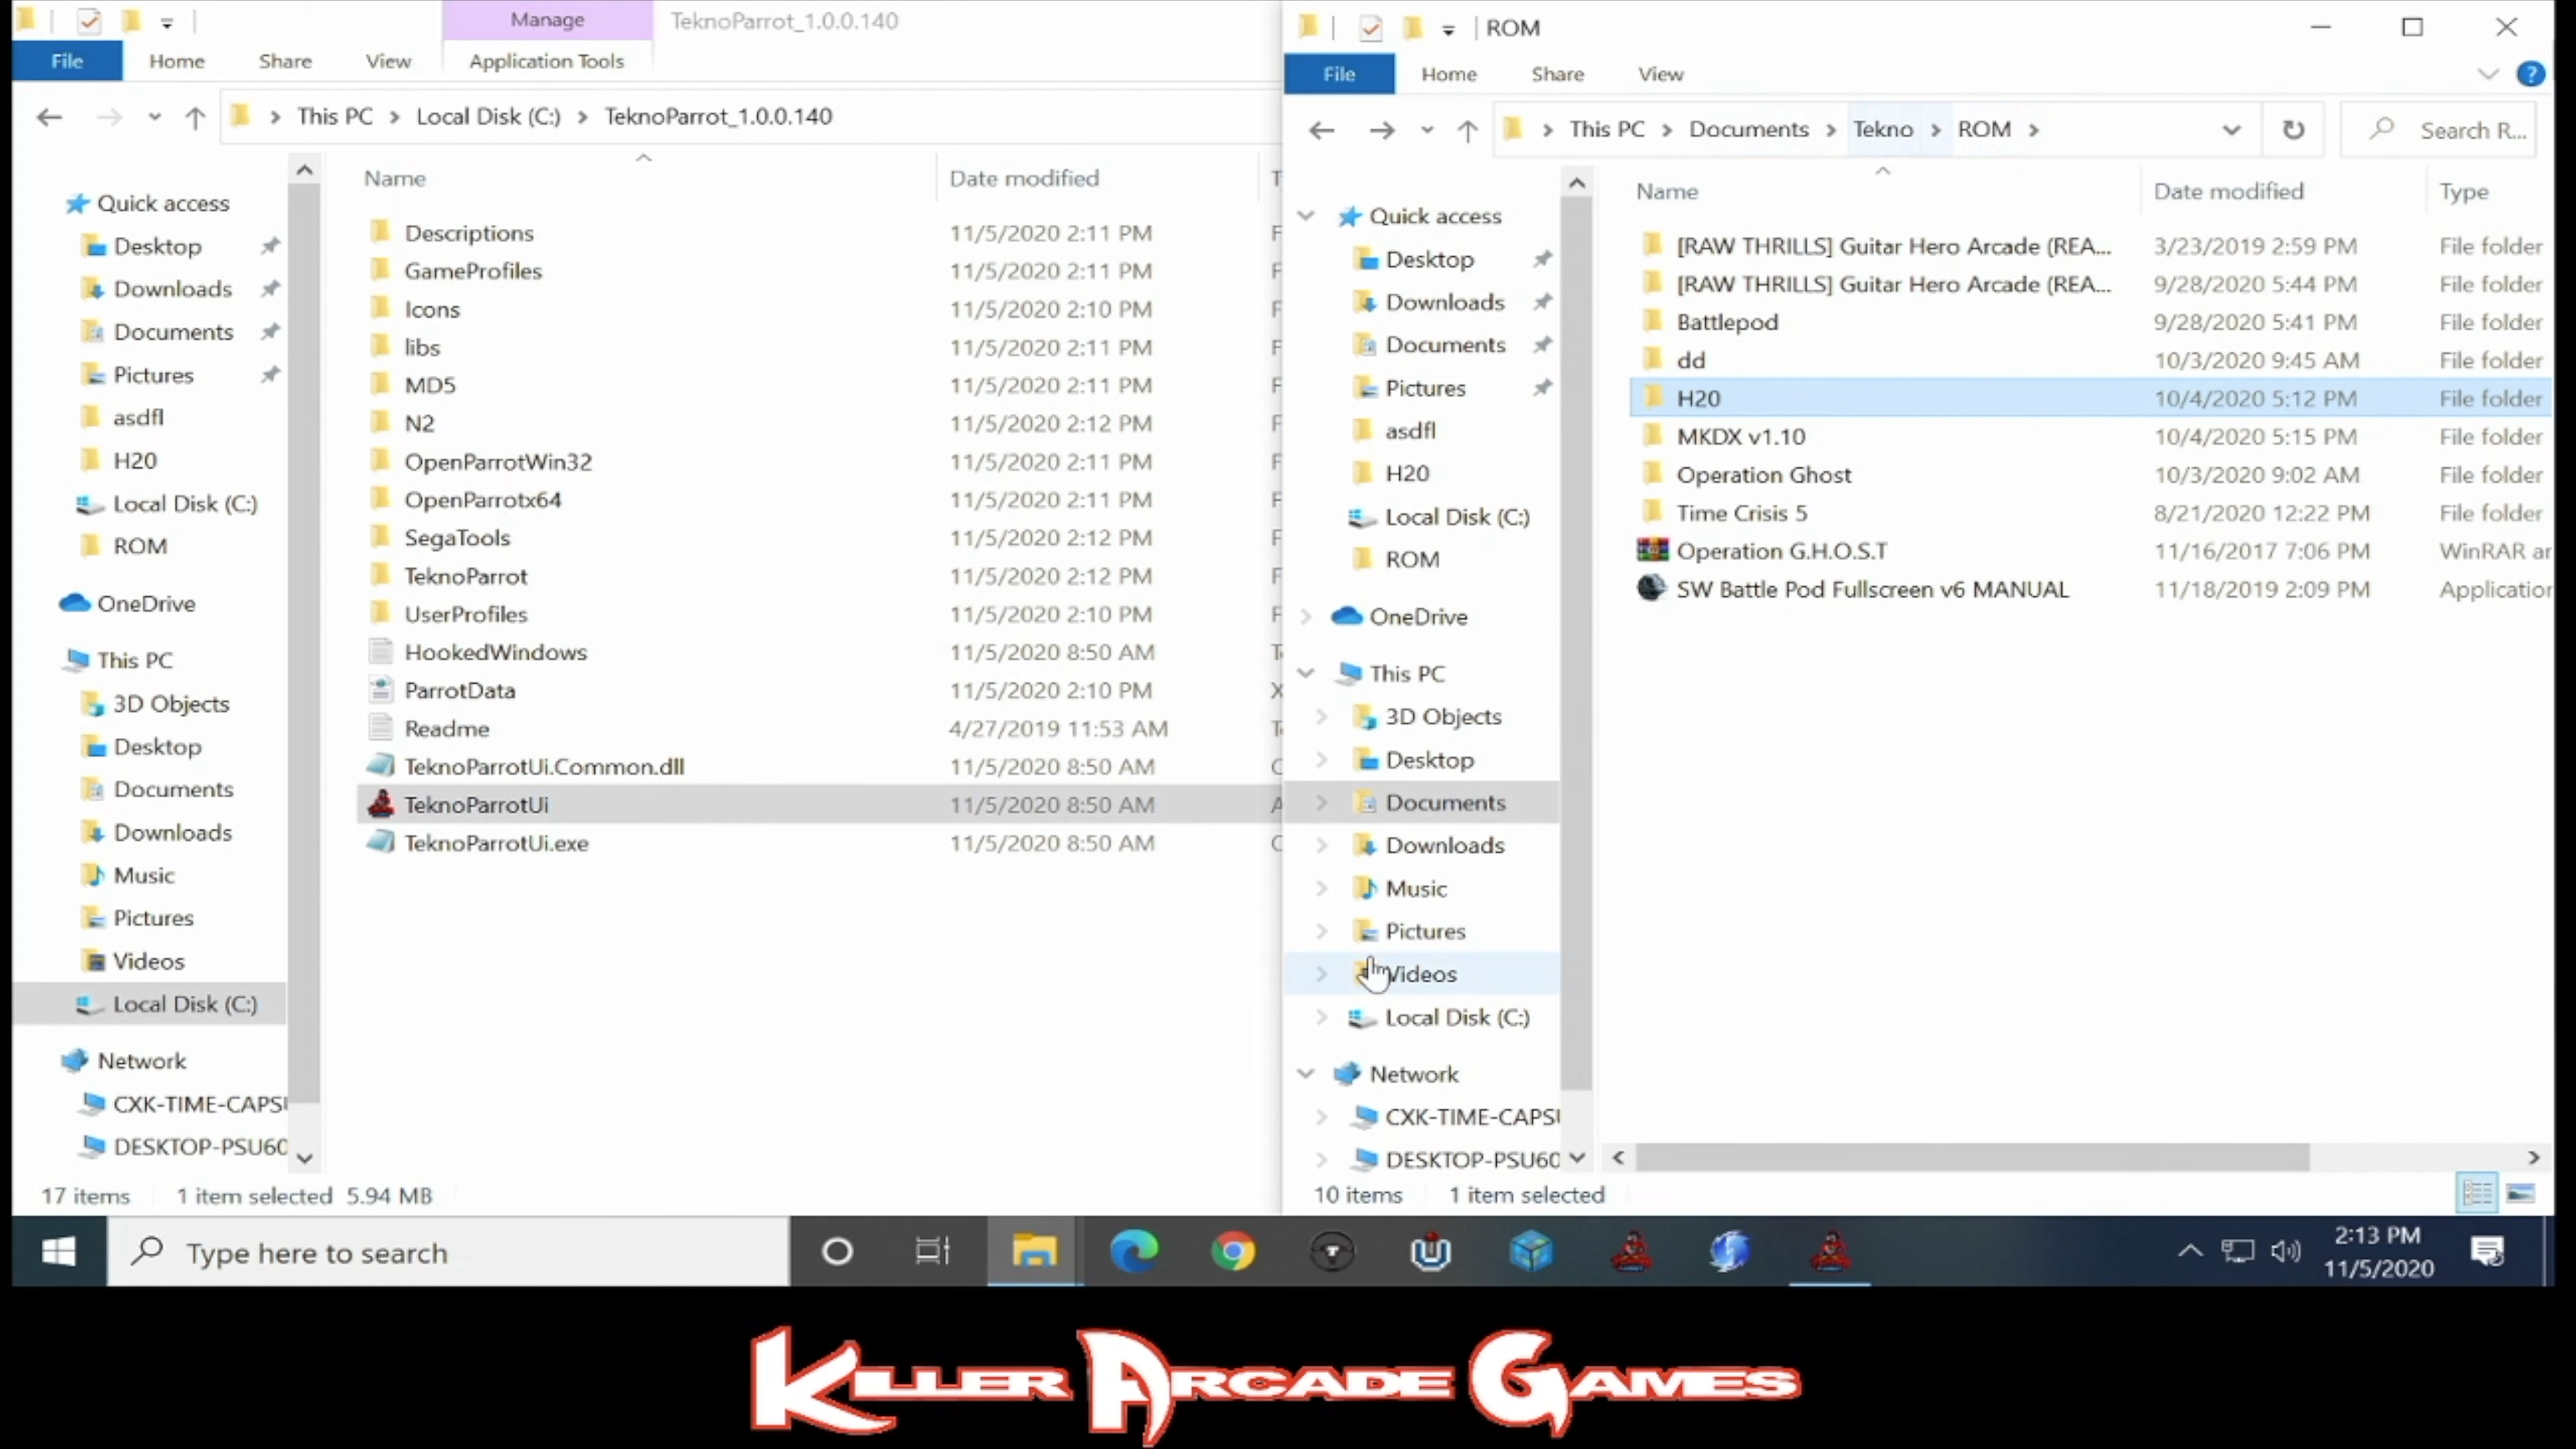 Manage
TeknoParrot_1.0.0.140
File
Home
Share
View
Application Tools
This PC
Local Disk (C:)
TeknoParrot_1.0.0.140
Name
Date modified
Quick access
Desktop
Downloads
Documents
Pictures
asdfl
H20
Local Disk (C:)
ROM
OneDrive
This PC
3D Objects
Desktop
Documents
Downloads
Music
Pictures
Videos
Local Disk (C:)
Network
CXK-TIME-CAPS
DESKTOP-PSU60
Descriptions 11/5/2020 2:11 PM
GameProfiles 11/5/2020 2:11 PM
Icons 11/5/2020 2:10 PM
libs 11/5/2020 2:11 PM
MD5 11/5/2020 2:11 PM
N2 11/5/2020 2:12 PM
OpenParrotWin32 11/5/2020 2:11 PM
OpenParrotx64 11/5/2020 2:11 PM
SegaTools 11/5/2020 2:12 PM
TeknoParrot 11/5/2020 2:12 PM
UserProfiles 11/5/2020 2:10 PM
HookedWindows 11/5/2020 8:50 AM
ParrotData 11/5/2020 2:10 PM
Readme 4/27/2019 11:53 AM
TeknoParrotUi.Common.dll 11/5/2020 8:50 AM
TeknoParrotUi 11/5/2020 8:50 AM
TeknoParrotUi.exe 11/5/2020 8:50 AM
17 items 1 item selected 5.94 MB
ROM
File
Home
Share
View
This PC
Documents
Tekno
ROM
Search R...
Name
Date modified
Type
Quick access
Desktop
Downloads
Documents
Pictures
asdfl
H20
Local Disk (C:)
ROM
OneDrive
This PC
3D Objects
Desktop
Documents
Downloads
Music
Pictures
Videos
Local Disk (C:)
Network
CXK-TIME-CAPS
DESKTOP-PSU60
[RAW THRILLS] Guitar Hero Arcade (REA... 3/23/2019 2:59 PM File folder
[RAW THRILLS] Guitar Hero Arcade (REA... 9/28/2020 5:44 PM File folder
Battlepod 9/28/2020 5:41 PM File folder
dd 10/3/2020 9:45 AM File folder
H20 10/4/2020 5:12 PM File folder
MKDX v1.10 10/4/2020 5:15 PM File folder
Operation Ghost 10/3/2020 9:02 AM File folder
Time Crisis 5 8/21/2020 12:22 PM File folder
Operation G.H.O.S.T 11/16/2017 7:06 PM WinRAR ar
SW Battle Pod Fullscreen v6 MANUAL 11/18/2019 2:09 PM Application
10 items 1 item selected
Type here to search
2:13 PM
11/5/2020
KILLER ARCADE GAMES